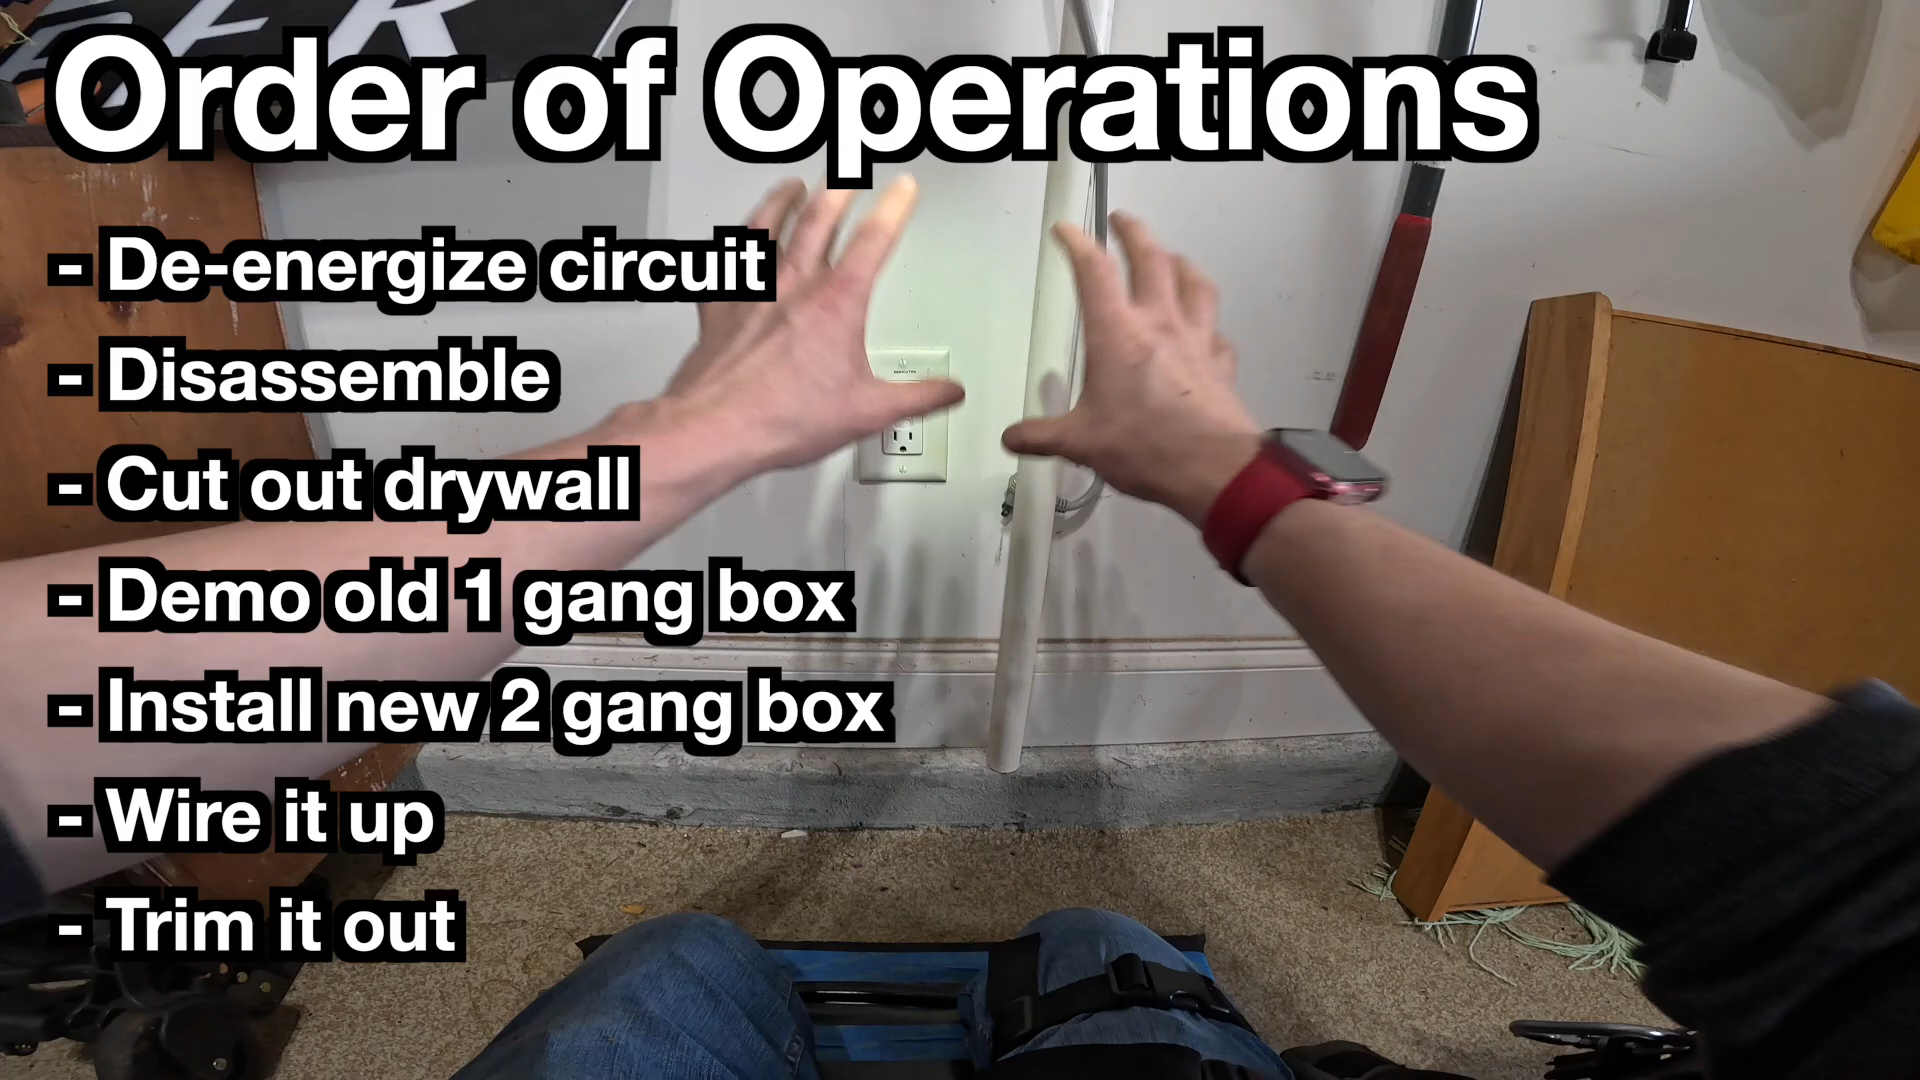 Order of Operations
- De-energize circuit
- Disassemble
- Cut out drywall
- Demo old 1 gang box
- Install new 2 gang box
- Wire it up
- Trim it out